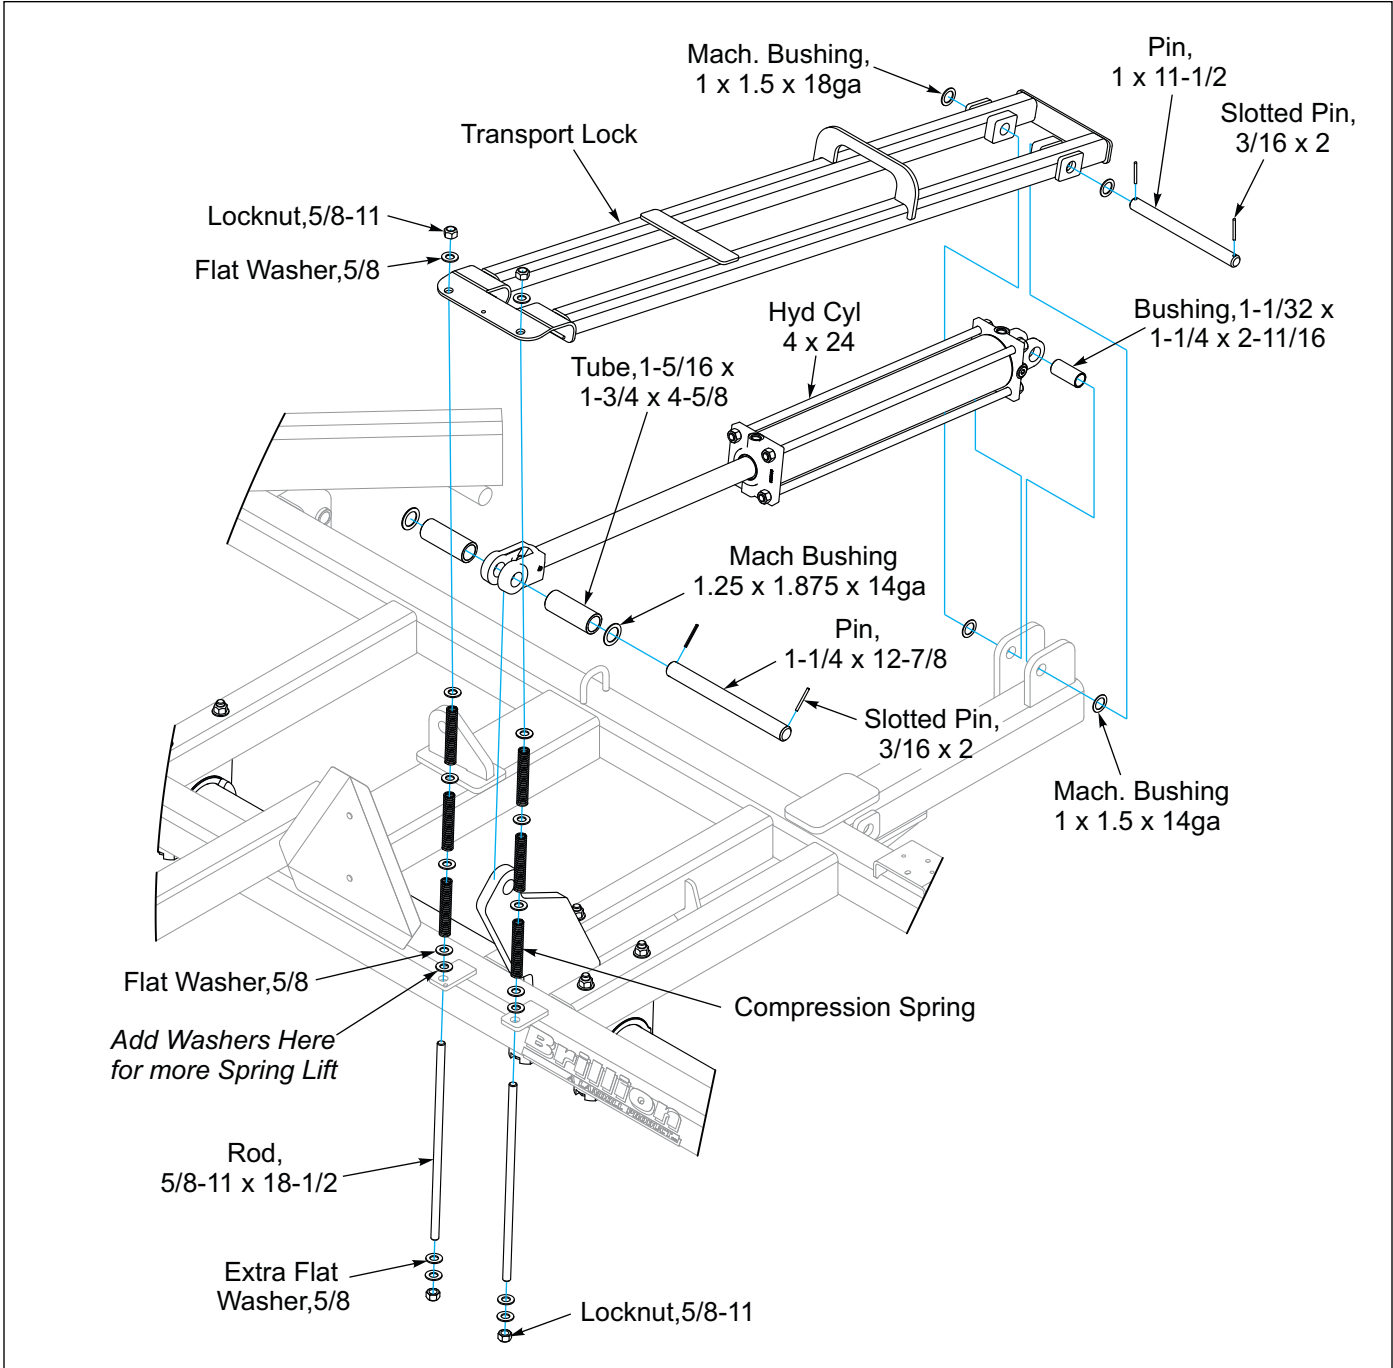 Mach. Bushing,
1 x 1.5 x 18ga
Pin,
1 x 11-1/2
Slotted Pin,
3/16 x 2
Transport Lock
Locknut,5/8-11
Flat Washer,5/8
Hyd Cyl
4 x 24
Bushing,1-1/32 x
1-1/4 x 2-11/16
Tube,1-5/16 x
1-3/4 x 4-5/8
Mach Bushing
1.25 x 1.875 x 14ga
Pin,
1-1/4 x 12-7/8
Slotted Pin,
3/16 x 2
Mach. Bushing
1 x 1.5 x 14ga
Flat Washer,5/8
Add Washers Here
for more Spring Lift
Compression Spring
Brillion
A LANDOLL PRODUCT
Rod,
5/8-11 x 18-1/2
Extra Flat
Washer,5/8
Locknut,5/8-11